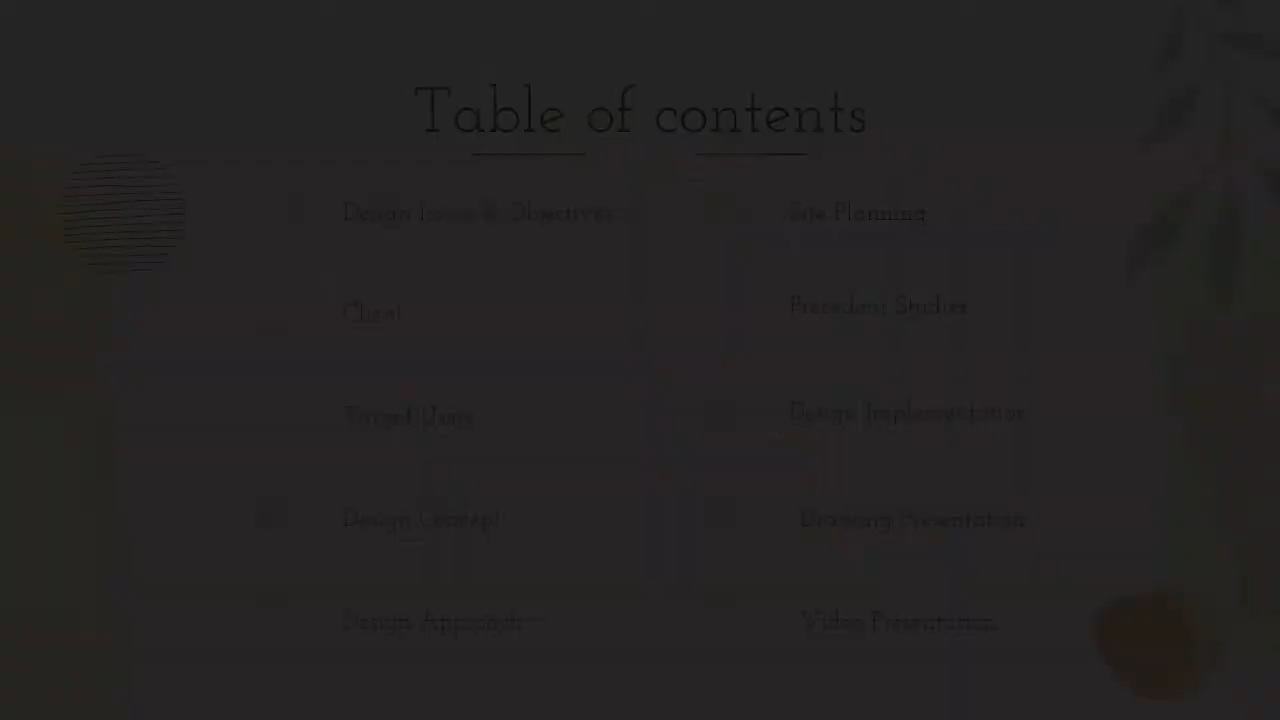 Table of contents
Design Issues & Objectives
Site Planning
Client
Precedent Studies
Target Users
Design Implementation
Design Concept
Drawing Presentation
Design Approach
Video Presentation